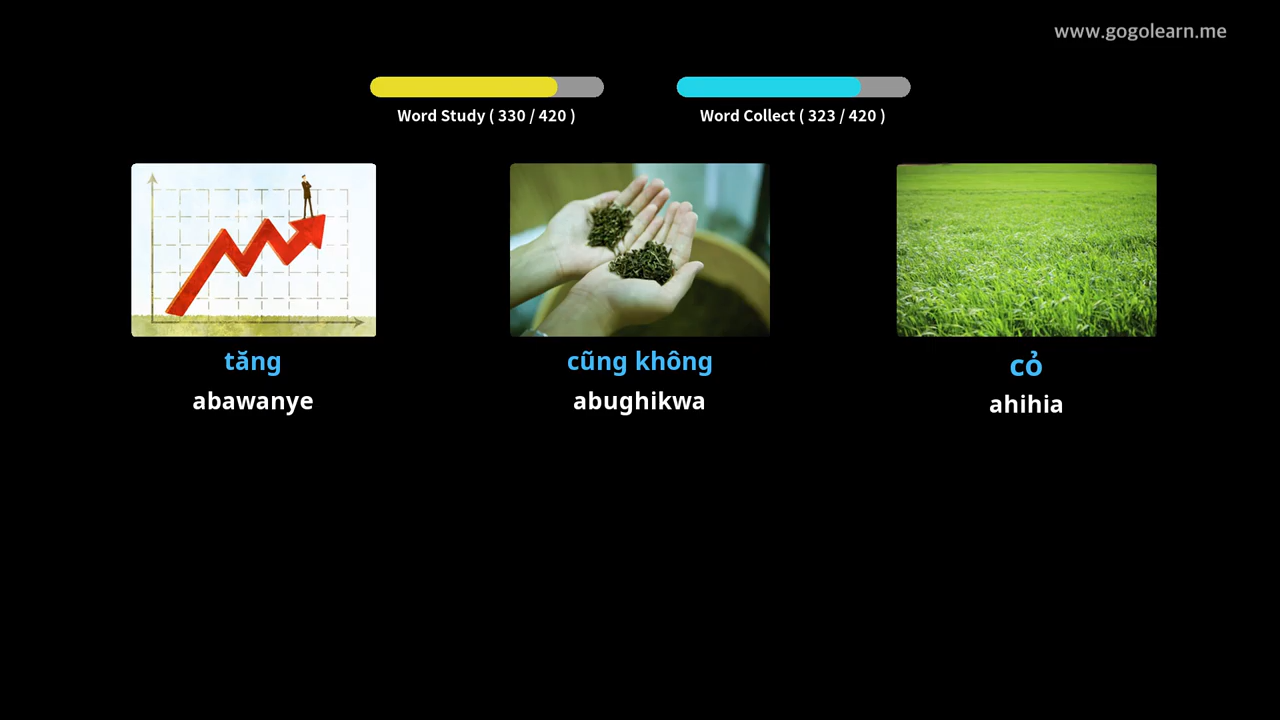 www.gogolearn.me
Word Study ( 330 / 420 )
Word Collect ( 323 / 420 )
tăng
cũng không
cỏ
abawanye
abughikwa
ahihia